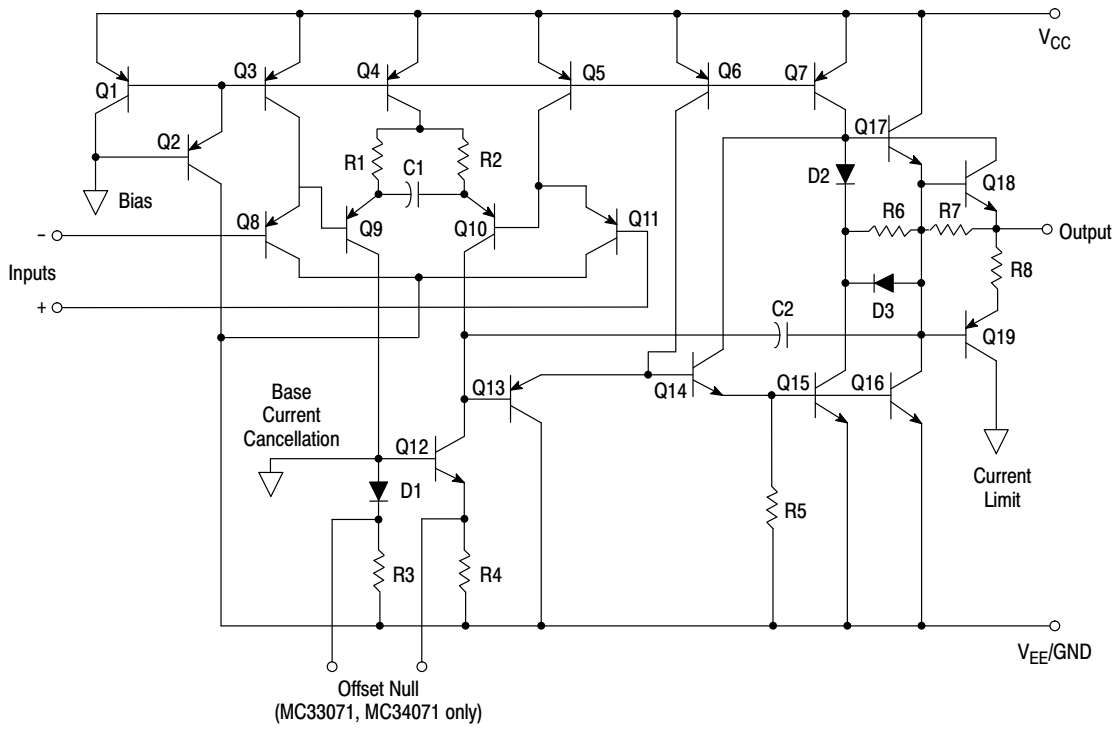 VCC
Q3
Q4
Q5
Q6
Q7
Q1
Q17
Q2
R1
C1
R2
D2
Q18
Bias
Q8
Q9
Q10
Q11
R6
R7
−
Output
Inputs
R8
+
D3
C2
Q19
Q13
Q14
Q15
Q16
Base
Current
Cancellation
Q12
D1
Current
Limit
R5
R3
R4
VEE/GND
Offset Null
(MC33071, MC34071 only)